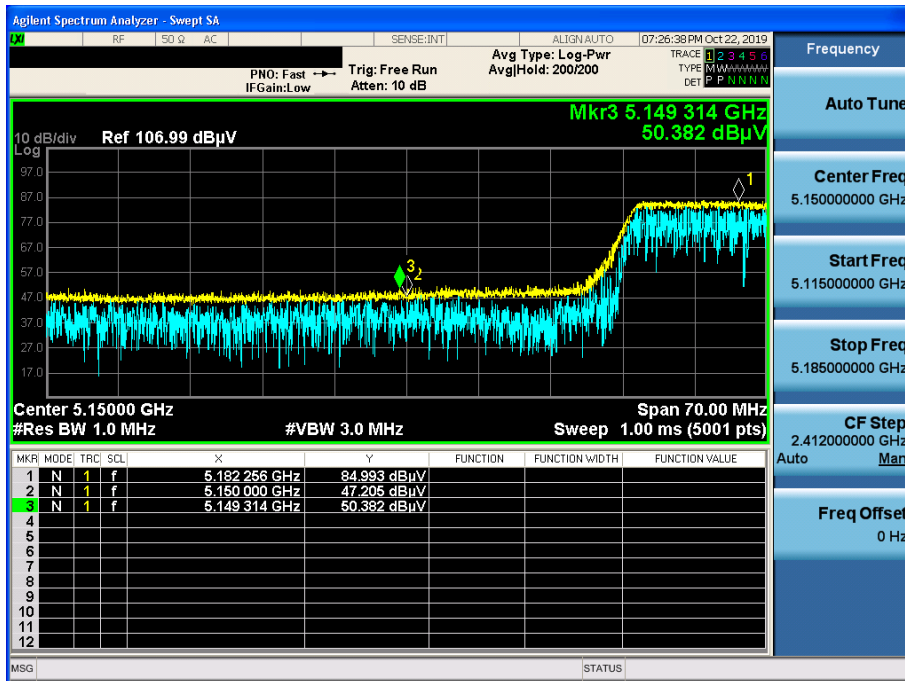 Agilent Spectrum Analyzer - Swept SA
LXI RF 50 Ω AC SENSE:INT ALIGN AUTO 07:26:38 PM Oct 22, 2019
PNO: Fast Trig: Free Run Avg Type: Log-Pwr TRACE 1 2 3 4 5 6
IFGain:Low Atten: 10 dB Avg|Hold: 200/200 TYPE M W W W W W
DET P P N N N N
Mkr3 5.149 314 GHz
50.382 dBµV
10 dB/div Ref 106.99 dBµV
Log
97.0
87.0
77.0
67.0
57.0
47.0
37.0
27.0
17.0
1
3
2
Center 5.15000 GHz Span 70.00 MHz
#Res BW 1.0 MHz #VBW 3.0 MHz Sweep 1.00 ms (5001 pts)
MKR MODE TRC SCL X Y FUNCTION FUNCTION WIDTH FUNCTION VALUE
1 N 1 f 5.182 256 GHz 84.993 dBµV
2 N 1 f 5.150 000 GHz 47.205 dBµV
3 N 1 f 5.149 314 GHz 50.382 dBµV
4
5
6
7
8
9
10
11
12
MSG STATUS
Frequency
Auto Tune
Center Freq
5.150000000 GHz
Start Freq
5.115000000 GHz
Stop Freq
5.185000000 GHz
CF Step
2.412000000 GHz
Auto Man
Freq Offset
0 Hz